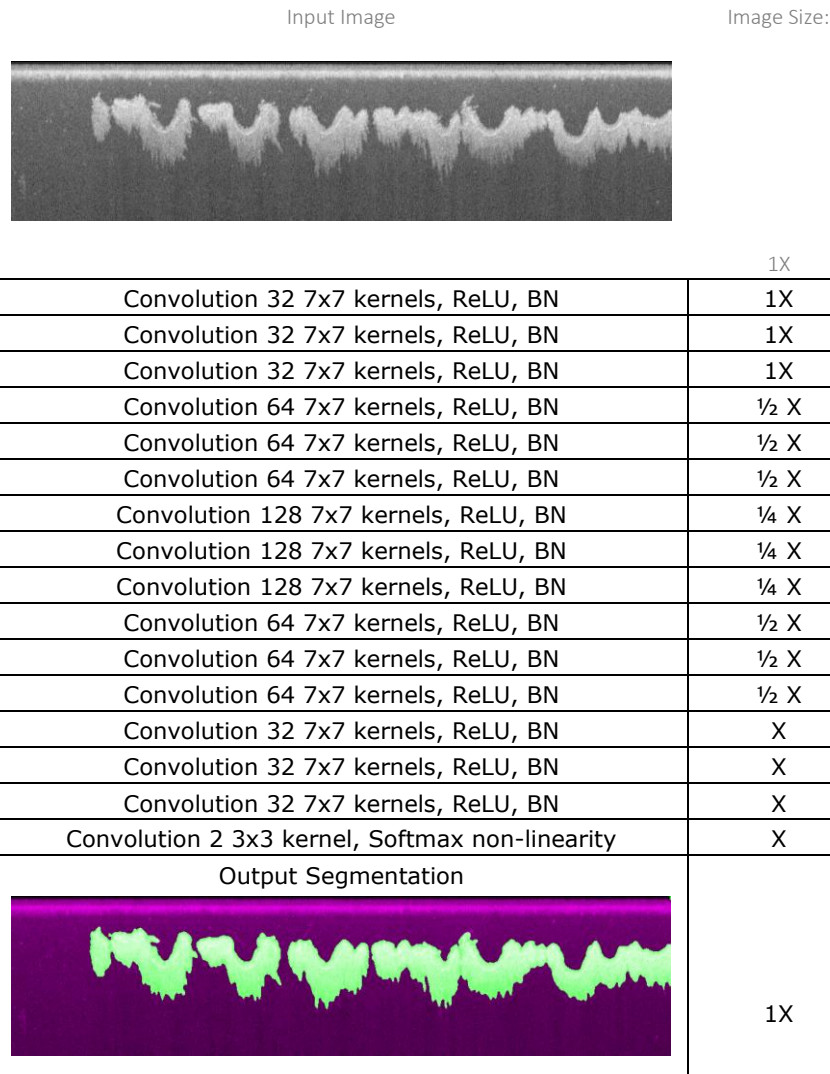 Input Image Image Size:
1X
Convolution 32 7x7 kernels, ReLU, BN 1X
Convolution 32 7x7 kernels, ReLU, BN 1X
Convolution 32 7x7 kernels, ReLU, BN 1X
Convolution 64 7x7 kernels, ReLU, BN ½ X
Convolution 64 7x7 kernels, ReLU, BN ½ X
Convolution 64 7x7 kernels, ReLU, BN ½ X
Convolution 128 7x7 kernels, ReLU, BN ¼ X
Convolution 128 7x7 kernels, ReLU, BN ¼ X
Convolution 128 7x7 kernels, ReLU, BN ¼ X
Convolution 64 7x7 kernels, ReLU, BN ½ X
Convolution 64 7x7 kernels, ReLU, BN ½ X
Convolution 64 7x7 kernels, ReLU, BN ½ X
Convolution 32 7x7 kernels, ReLU, BN X
Convolution 32 7x7 kernels, ReLU, BN X
Convolution 32 7x7 kernels, ReLU, BN X
Convolution 2 3x3 kernel, Softmax non-linearity X
Output Segmentation
1X